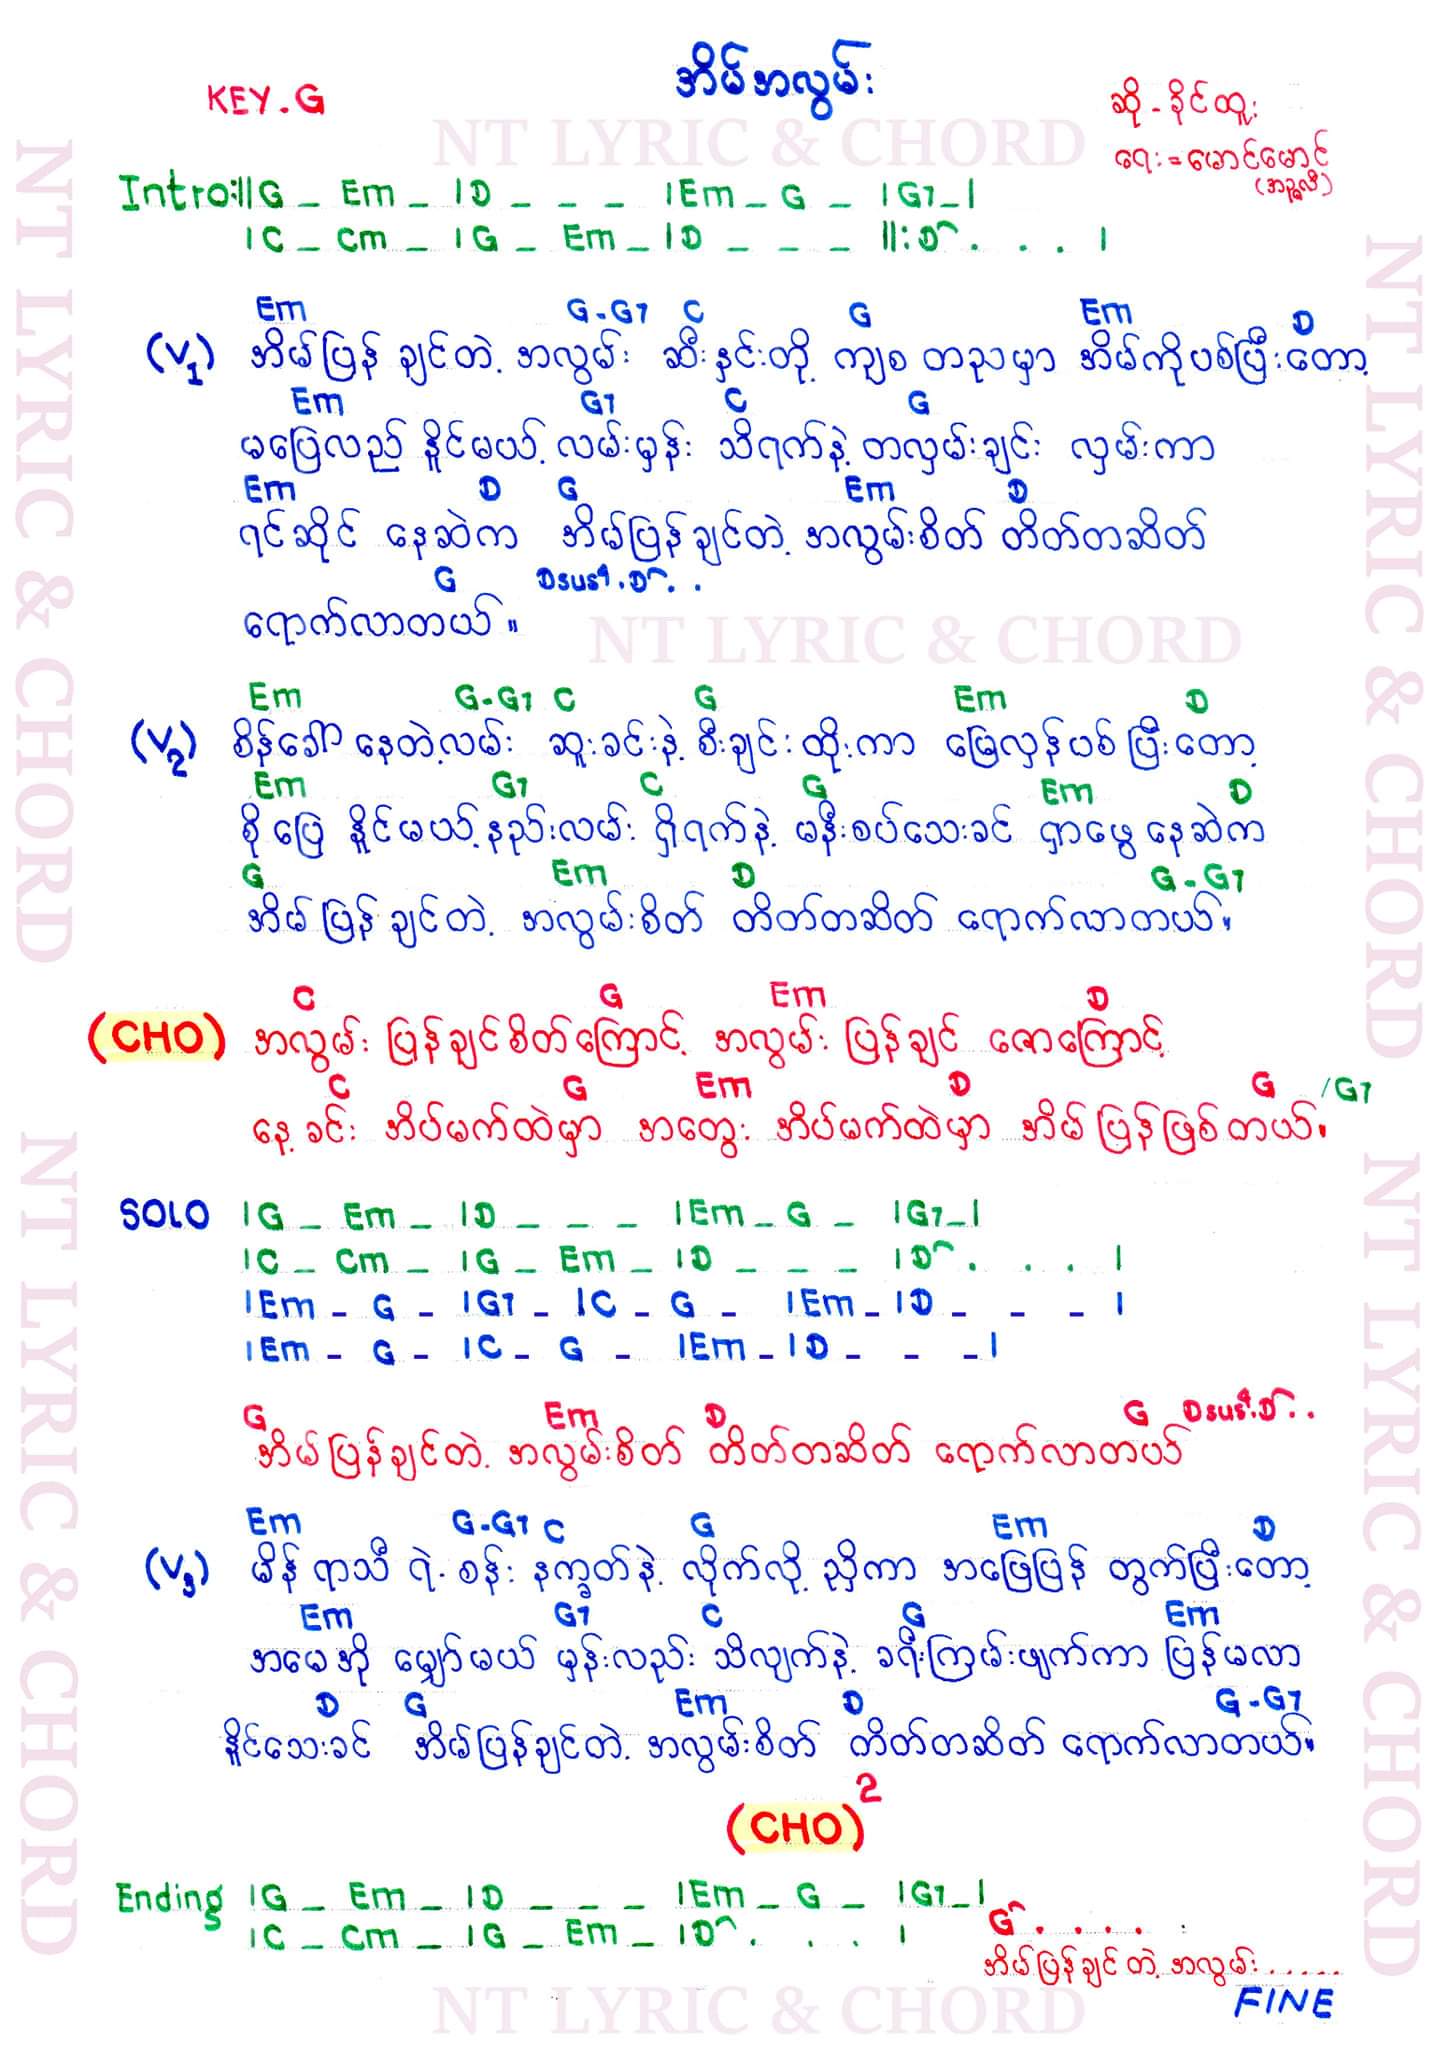 အိမ်အလွမ်း
KEY. G
ဆို - ခိုင်ထူး
ရေး = မောင်မောင်
NT LYRIC & CHORD
Intro:||G _ Em _ |D _ _ _ |Em _ G _ |G7 _ |
|C _ Cm _ |G _ Em _ |D _ _ _ ||: D⌒ . . . |
Em G-G7 C G Em D
(V1) အိမ်ပြန်ချင်တဲ့ အလွမ်း ဆီးနှင်းတို့ ကျစ တညမှာ အိမ်ကိုပစ်ပြီးတော့
Em G7 C G
မပြေလည် နိုင်မယ့် လမ်းမှန်း သိရက်နဲ့ တလှမ်းချင်း လှမ်းကာ
Em D G Em D
ရင်ဆိုင် နေဆဲက အိမ်ပြန်ချင်တဲ့ အလွမ်းစိတ် တိတ်တဆိတ်
G Dsus4 . D⌒ . .
ရောက်လာတယ်။
NT LYRIC & CHORD
Em G-G7 C G Em D
(V2) စိန်ခေါ်နေတဲ့လမ်း ဆူးခင်းနဲ့ စီးချင်းထိုးကာ မြေလှန်ပစ်ပြီးတော့
Em G7 C G Em D
စိုပြေ နိုင်မယ့်နည်းလမ်း ရှိရက်နဲ့ မနီးစပ်သေးခင် ရှာဖွေနေဆဲက
G Em D G-G7
အိမ်ပြန်ချင်တဲ့ အလွမ်းစိတ် တိတ်တဆိတ် ရောက်လာတယ်။
C G Em D
(CHO) အလွမ်း ပြန်ချင်စိတ်ကြောင့် အလွမ်း ပြန်ချင် ဇောကြောင့်
C G Em D G /G7
နေ့ခင်း အိပ်မက်ထဲမှာ အတွေး အိပ်မက်ထဲမှာ အိမ်ပြန်ဖြစ်တယ်။
SOLO |G _ Em _ |D _ _ _ |Em _ G _ |G7 _ |
|C _ Cm _ |G _ Em _ |D _ _ _ |D⌒ . . . |
|Em - G - |G7 - |C - G - |Em - |D - - - |
|Em - G - |C - G - |Em - |D - - - |
G Em D G Dsus4 . D⌒ . .
အိမ်ပြန်ချင်တဲ့ အလွမ်းစိတ် တိတ်တဆိတ် ရောက်လာတယ်
Em G-G7 C G Em D
(V3) မိန်ရာသီ ရဲ့ စန်း နက္ခတ်နဲ့ လိုက်လို့ ညှိကာ အဖြေပြန် တွက်ပြီးတော့
Em G7 C G Em
အမေအို မျှော်မယ် မှန်းလည်း သိလျက်နဲ့ ခရီးကြမ်းဖျက်ကာ ပြန်မလာ
D G Em D G-G7
နိုင်သေးခင် အိမ်ပြန်ချင်တဲ့ အလွမ်းစိတ် တိတ်တဆိတ် ရောက်လာတယ်။
(CHO)2
Ending |G _ Em _ |D _ _ _ |Em _ G _ |G7 _ |
|C _ Cm _ |G _ Em _ |D⌒ . . . |
G⌒ . . . .
အိမ်ပြန်ချင်တဲ့ အလွမ်း ......
FINE
NT LYRIC & CHORD
NT LYRIC & CHORD
NT LYRIC & CHORD
NT LYRIC & CHORD
NT LYRIC & CHORD